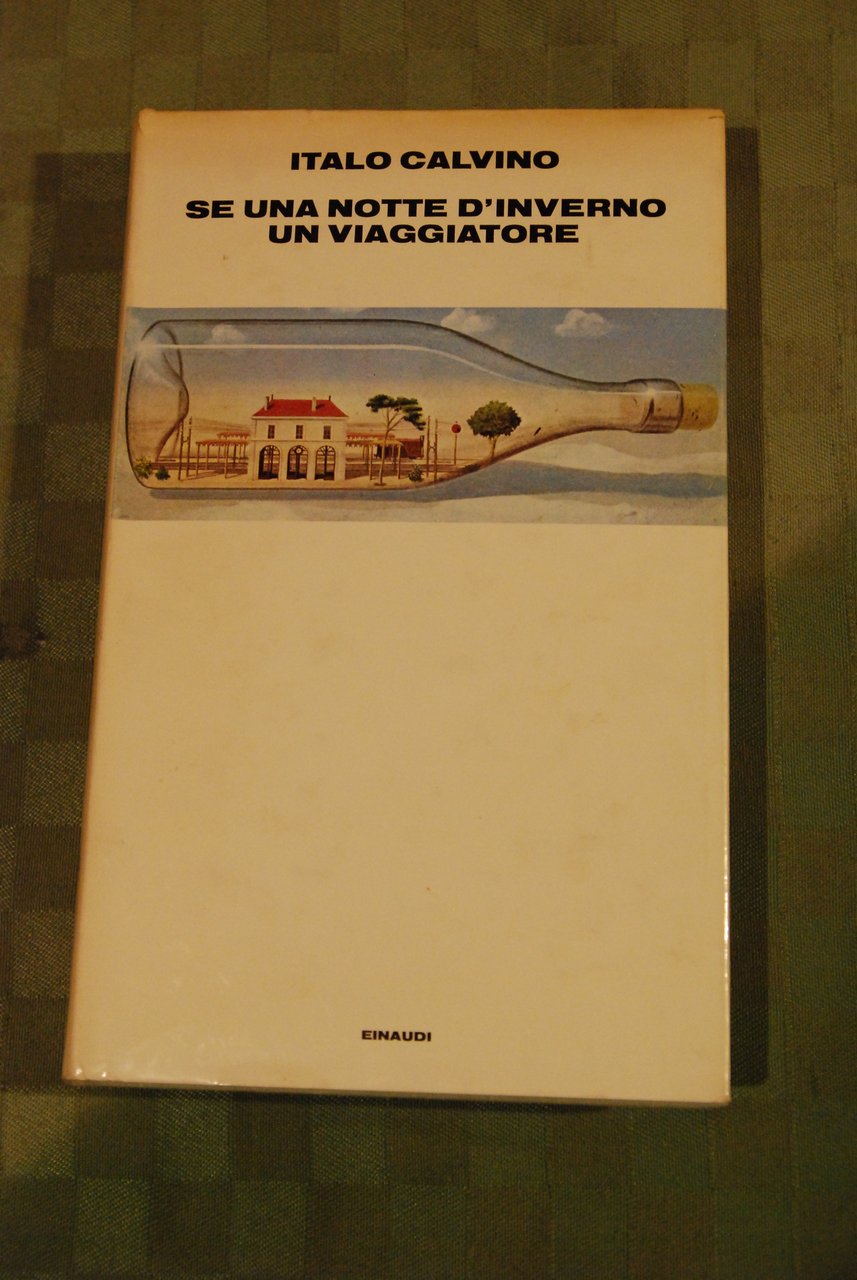 ITALO CALVINO
SE UNA NOTTE D'INVERNO
UN VIAGGIATORE
EINAUDI